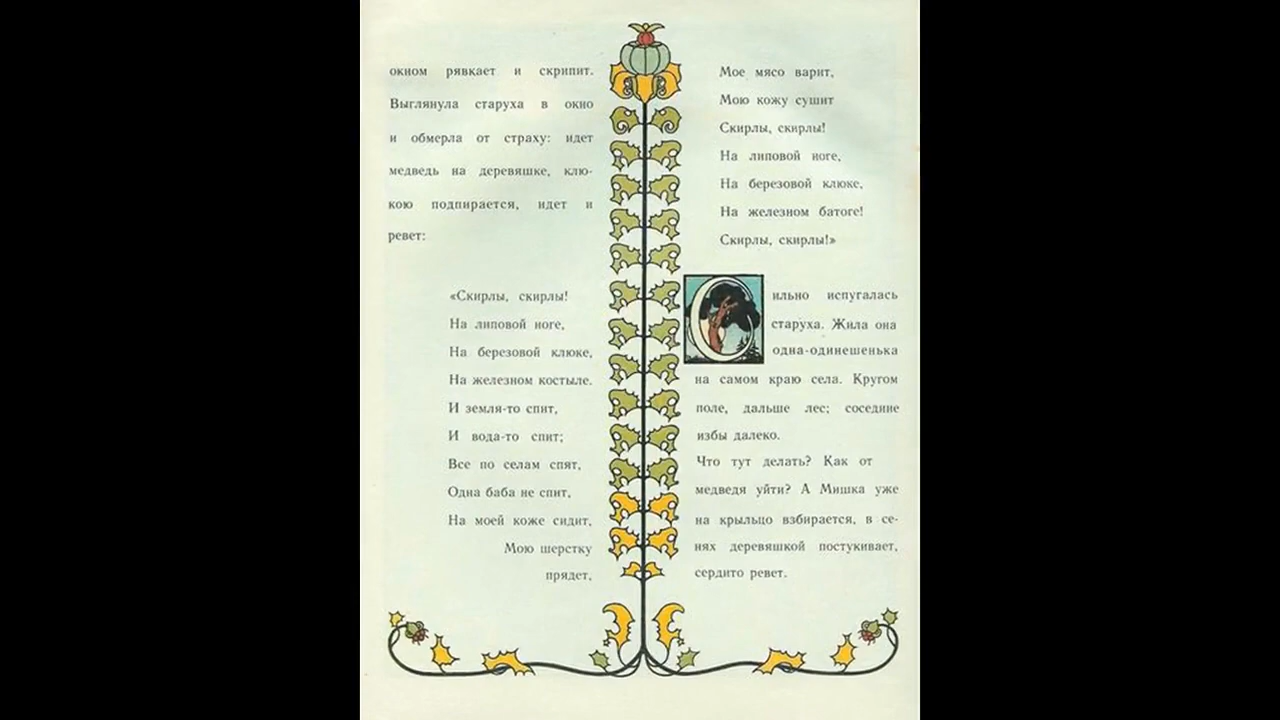 окном рявкает и скрипит.
Выглянула старуха в окно
и обмерла от страху: идет
медведь на деревяшке, клю-
кою подпирается, идет и
ревет:
«Скирлы, скирлы!
На липовой ноге,
На березовой клюке,
На железном костыле.
И земля-то спит,
И вода-то спит;
Все по селам спят,
Одна баба не спит,
На моей коже сидит,
Мою шерстку
прядет,
Мое мясо варит,
Мою кожу сушит
Скирлы, скирлы!
На липовой ноге,
На березовой клюке,
На железном батоге!
Скирлы, скирлы!»
Сильно испугалась
старуха. Жила она
одна-одинешенька
на самом краю села. Кругом
поле, дальше лес; соседние
избы далеко.
Что тут делать? Как от
медведя уйти? А Мишка уже
на крыльцо взбирается, в се-
нях деревяшкой постукивает,
сердито ревет.